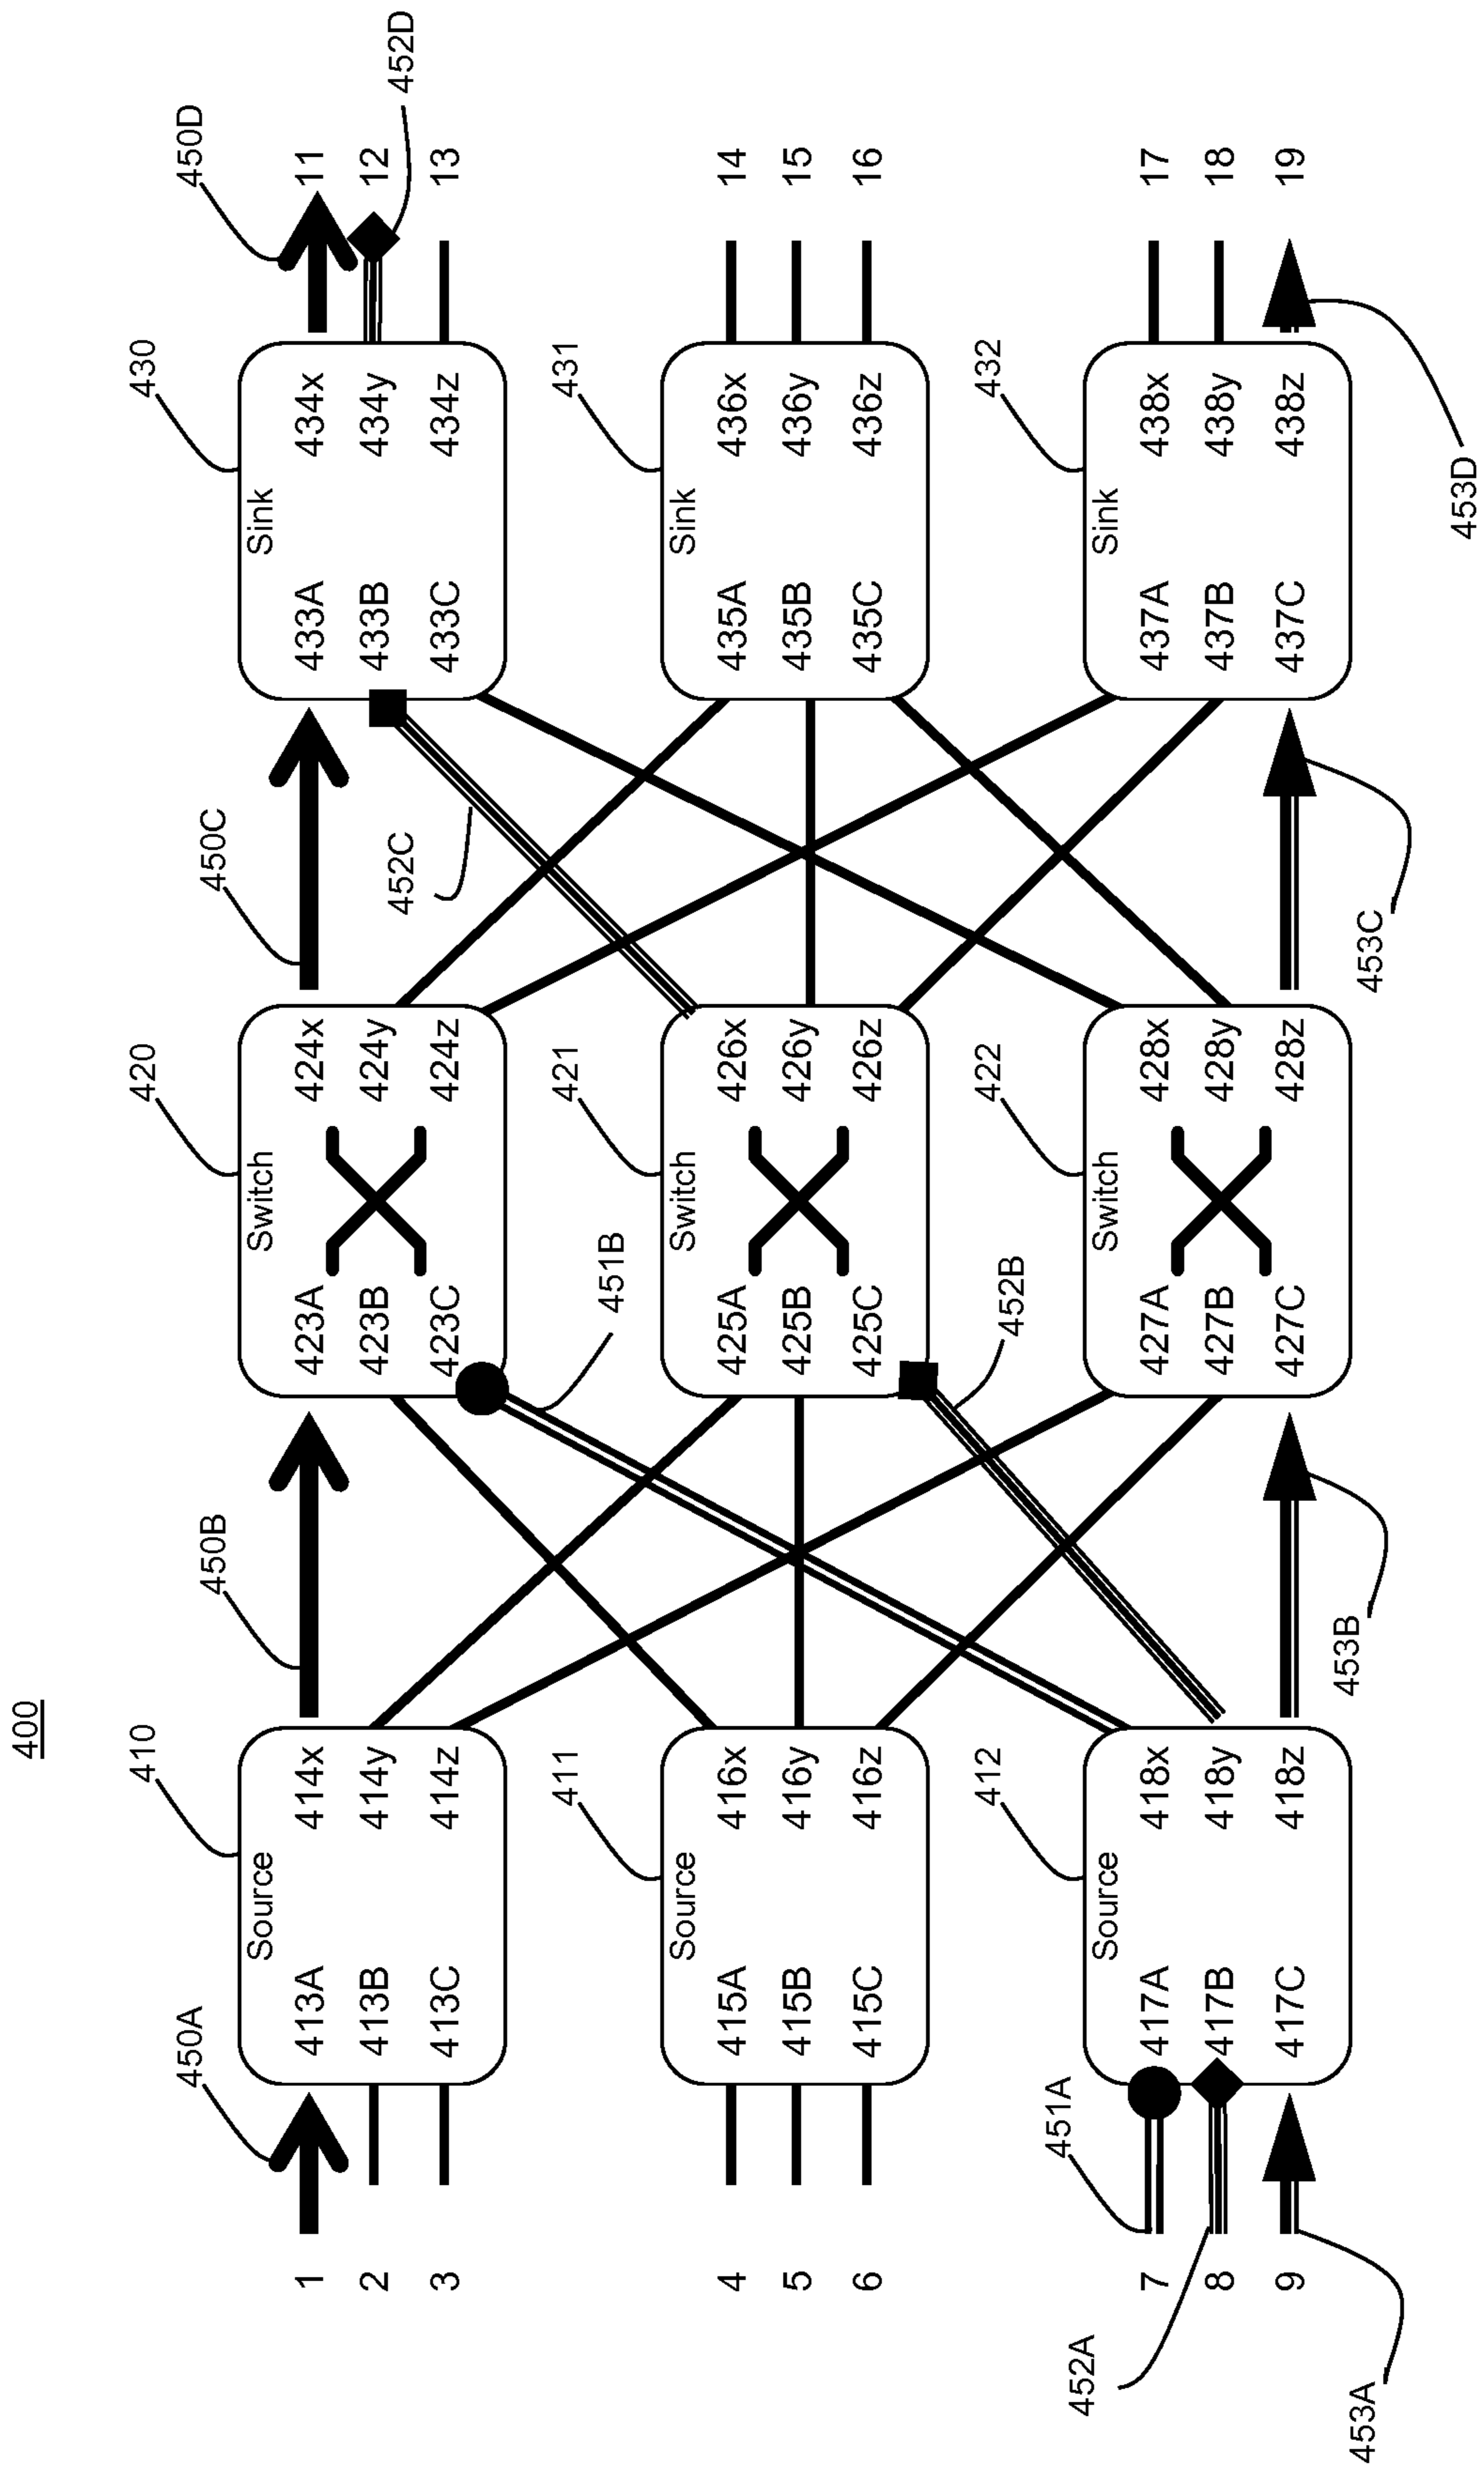 400
410
Source
413A 414x
413B 414y
413C 414z
411
Source
415A 416x
415B 416y
415C 416z
412
Source
417A 418x
417B 418y
417C 418z
420
Switch
423A 424x
423B 424y
423C 424z
421
Switch
425A 426x
425B 426y
425C 426z
422
Switch
427A 428x
427B 428y
427C 428z
430
Sink
433A 434x
433B 434y
433C 434z
431
Sink
435A 436x
435B 436y
435C 436z
432
Sink
437A 438x
437B 438y
437C 438z
1
2
3
4
5
6
7
8
9
11
12
13
14
15
16
17
18
19
450A
450B
450C
450D
451A
451B
452A
452B
452C
452D
453A
453B
453C
453D